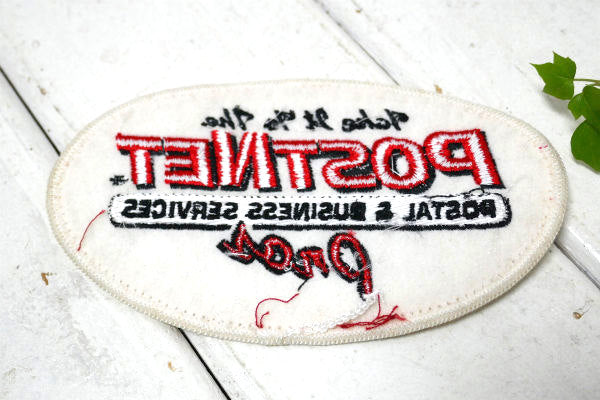 Take It To The
POSTNET
POSTAL & BUSINESS SERVICES
Pros